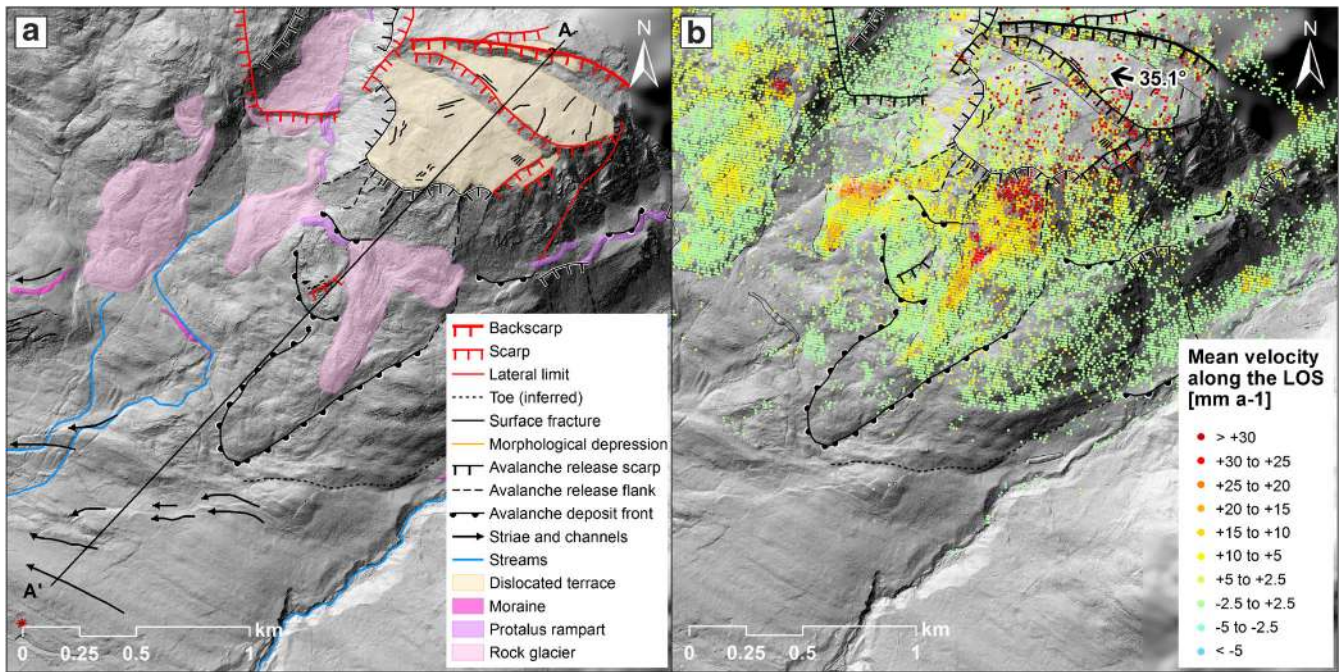 a
A
N
Backscarp
Scarp
Lateral limit
Toe (inferred)
Surface fracture
Morphological depression
Avalanche release scarp
Avalanche release flank
Avalanche deposit front
Striae and channels
Streams
Dislocated terrace
Moraine
Protalus rampart
Rock glacier
A'
km
0 0.25 0.5 1
b
35.1°
N
Mean velocity
along the LOS
[mm a-1]
> +30
+30 to +25
+25 to +20
+20 to +15
+15 to +10
+10 to +5
+5 to +2.5
-2.5 to +2.5
-5 to -2.5
< -5
km
0 0.25 0.5 1